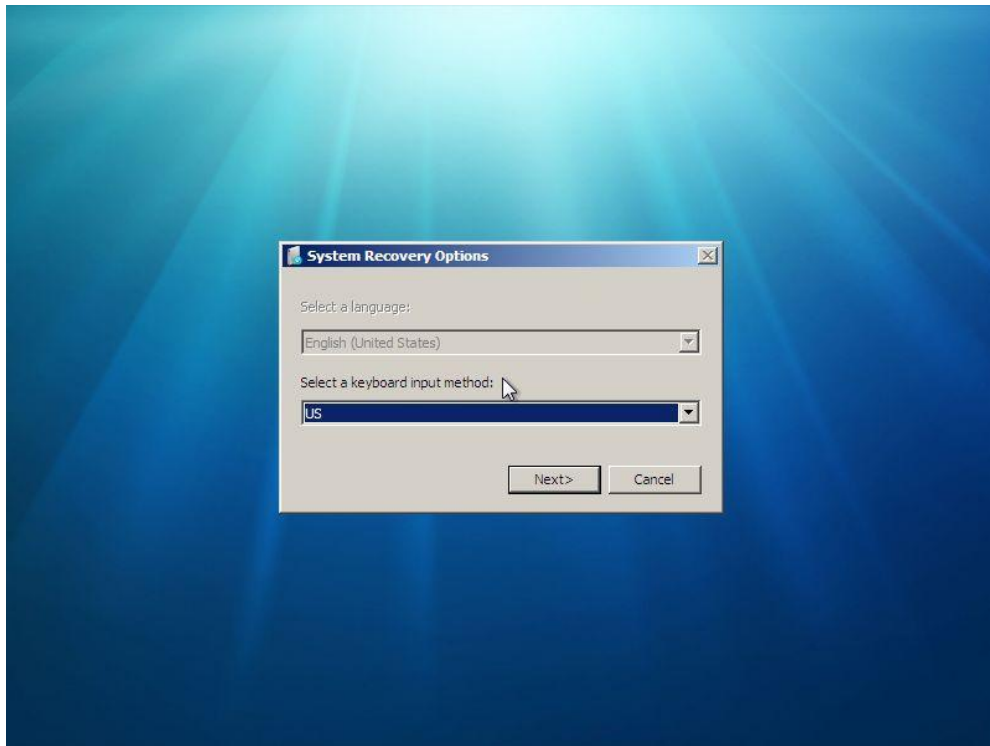 System Recovery Options
Select a language:
English (United States)
Select a keyboard input method:
US
Next>
Cancel